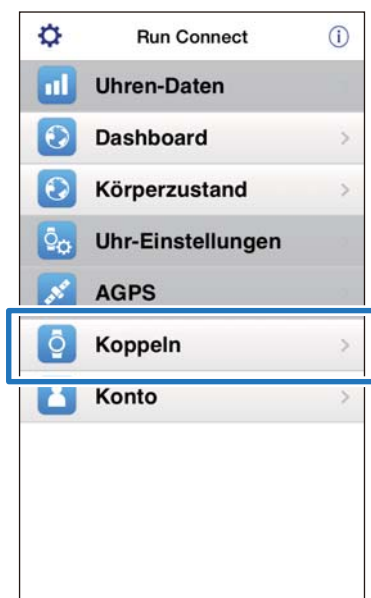 Run Connect
Uhren-Daten
Dashboard
Körperzustand
Uhr-Einstellungen
AGPS
Koppeln
Konto